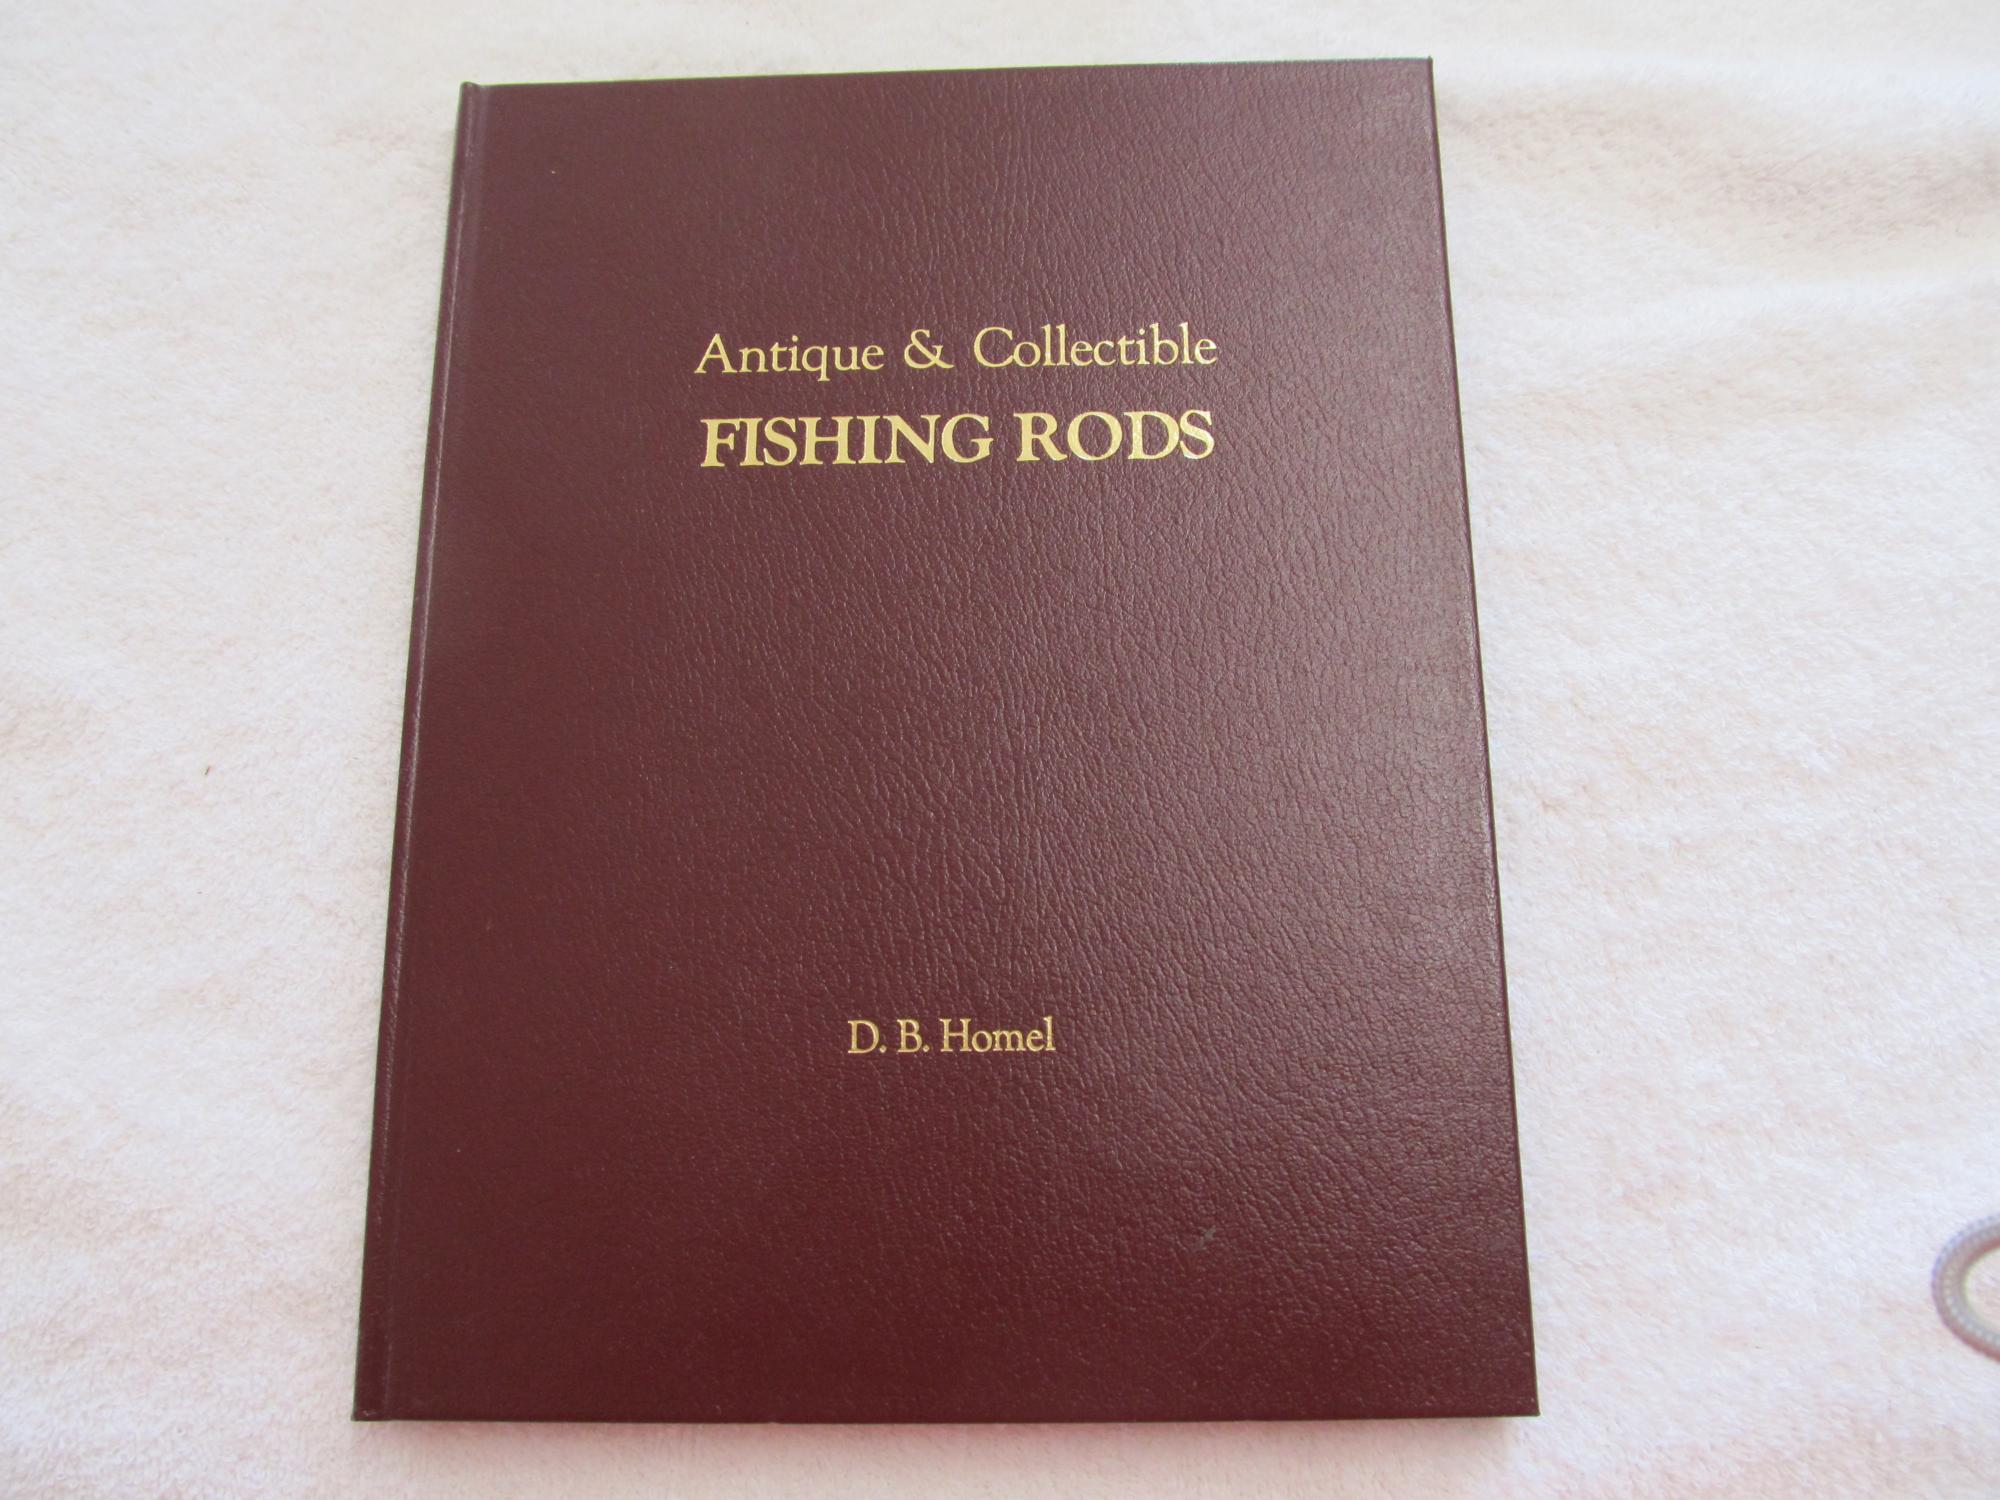 Antique & Collectible
FISHING RODS
D. B. Homel